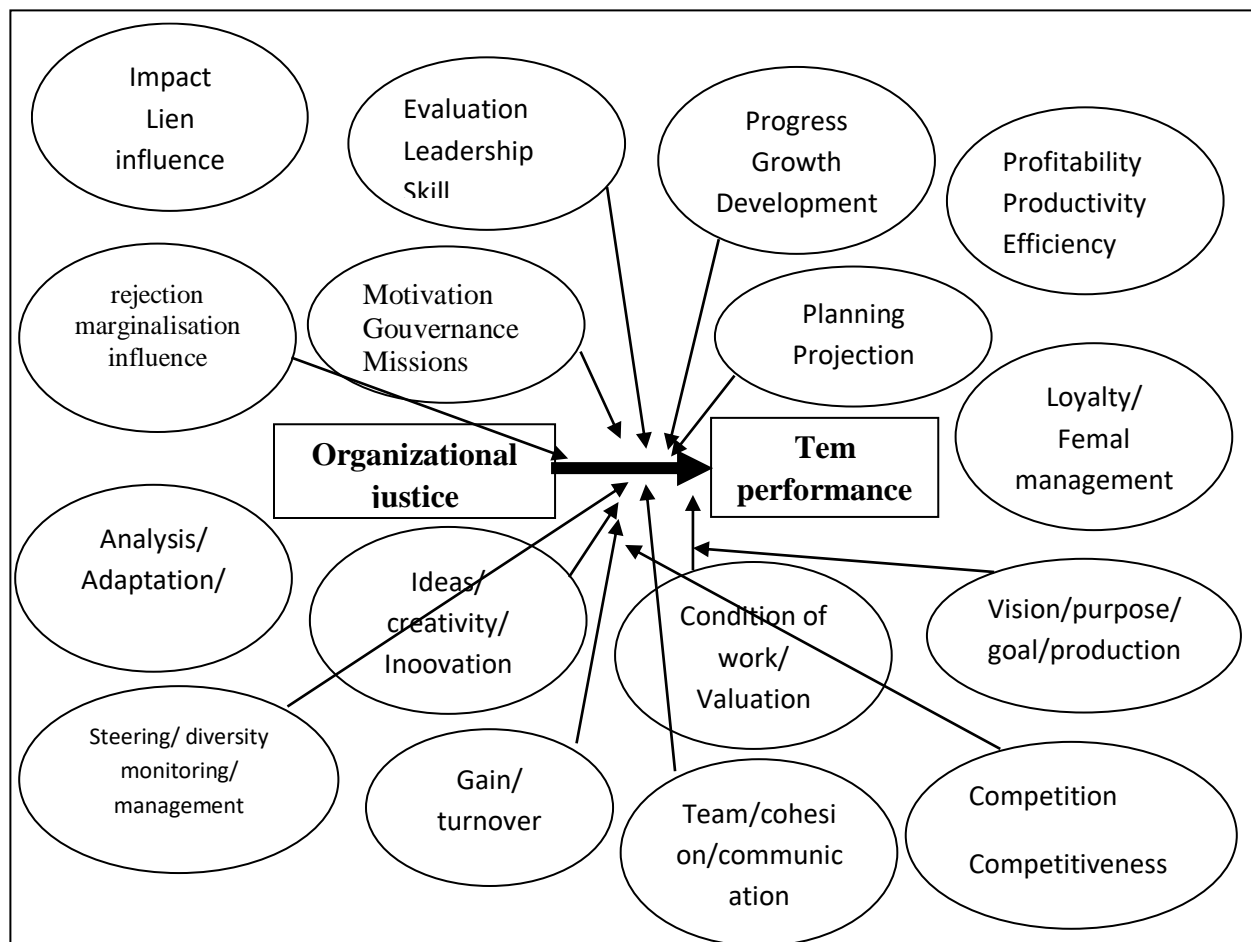 Impact
Lien
influence
Evaluation
Leadership
Skill
Progress
Growth
Development
Profitability
Productivity
Efficiency
rejection
marginalisation
influence
Motivation
Gouvernance
Missions
Planning
Projection
Loyalty/
Femal
management
Organizational
justice
Tem
performance
Analysis/
Adaptation/
Ideas/
creativity/
Inoovation
Condition of
work/
Valuation
Vision/purpose/
goal/production
Steering/ diversity
monitoring/
management
Gain/
turnover
Team/cohesi
on/communic
ation
Competition
Competitiveness